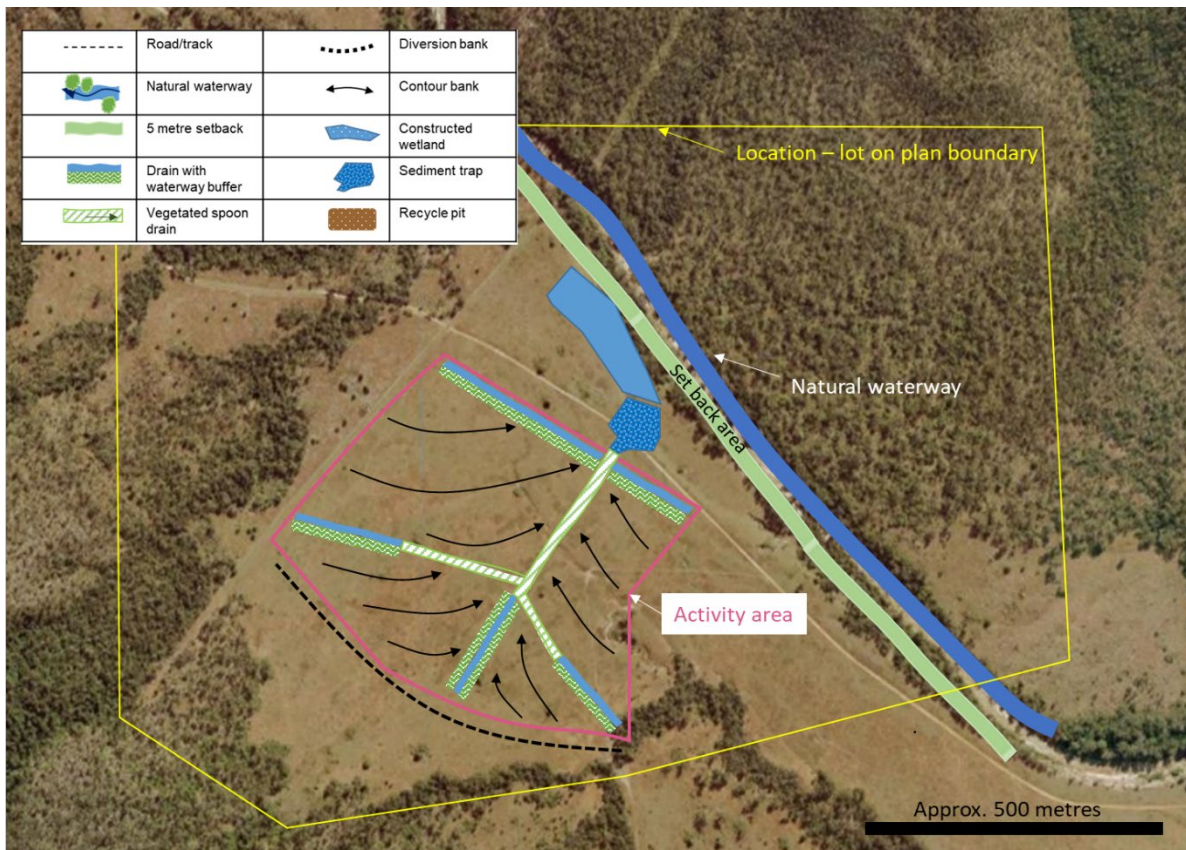 Road/track
Diversion bank
Natural waterway
Contour bank
5 metre setback
Constructed
wetland
Drain with
waterway buffer
Sediment trap
Vegetated spoon
drain
Recycle pit
Location – lot on plan boundary
Natural waterway
Set back area
Activity area
Approx. 500 metres